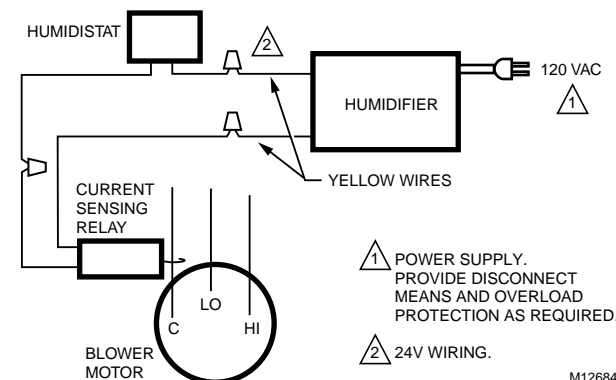 HUMIDISTAT
2
120 VAC
1
HUMIDIFIER
YELLOW WIRES
CURRENT
SENSING
RELAY
LO
C
HI
BLOWER
MOTOR
1 POWER SUPPLY.
PROVIDE DISCONNECT
MEANS AND OVERLOAD
PROTECTION AS REQUIRED.
2 24V WIRING.
M12684